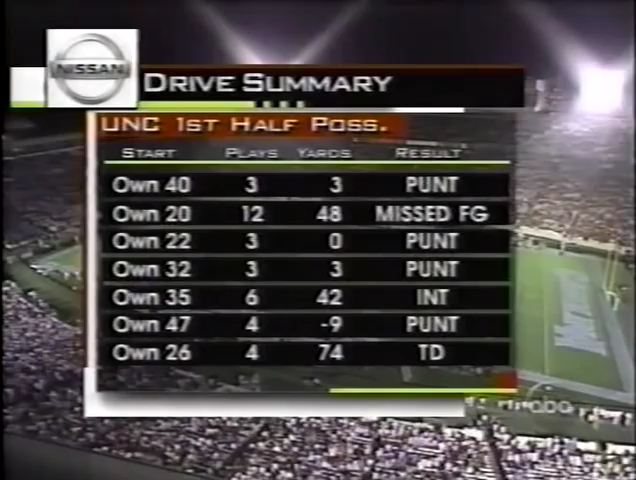 NISSAN
DRIVE SUMMARY
UNC 1ST HALF POSS.
START PLAYS YARDS RESULT
Own 40 3 3 PUNT
Own 20 12 48 MISSED FG
Own 22 3 0 PUNT
Own 32 3 3 PUNT
Own 35 6 42 INT
Own 47 4 -9 PUNT
Own 26 4 74 TD